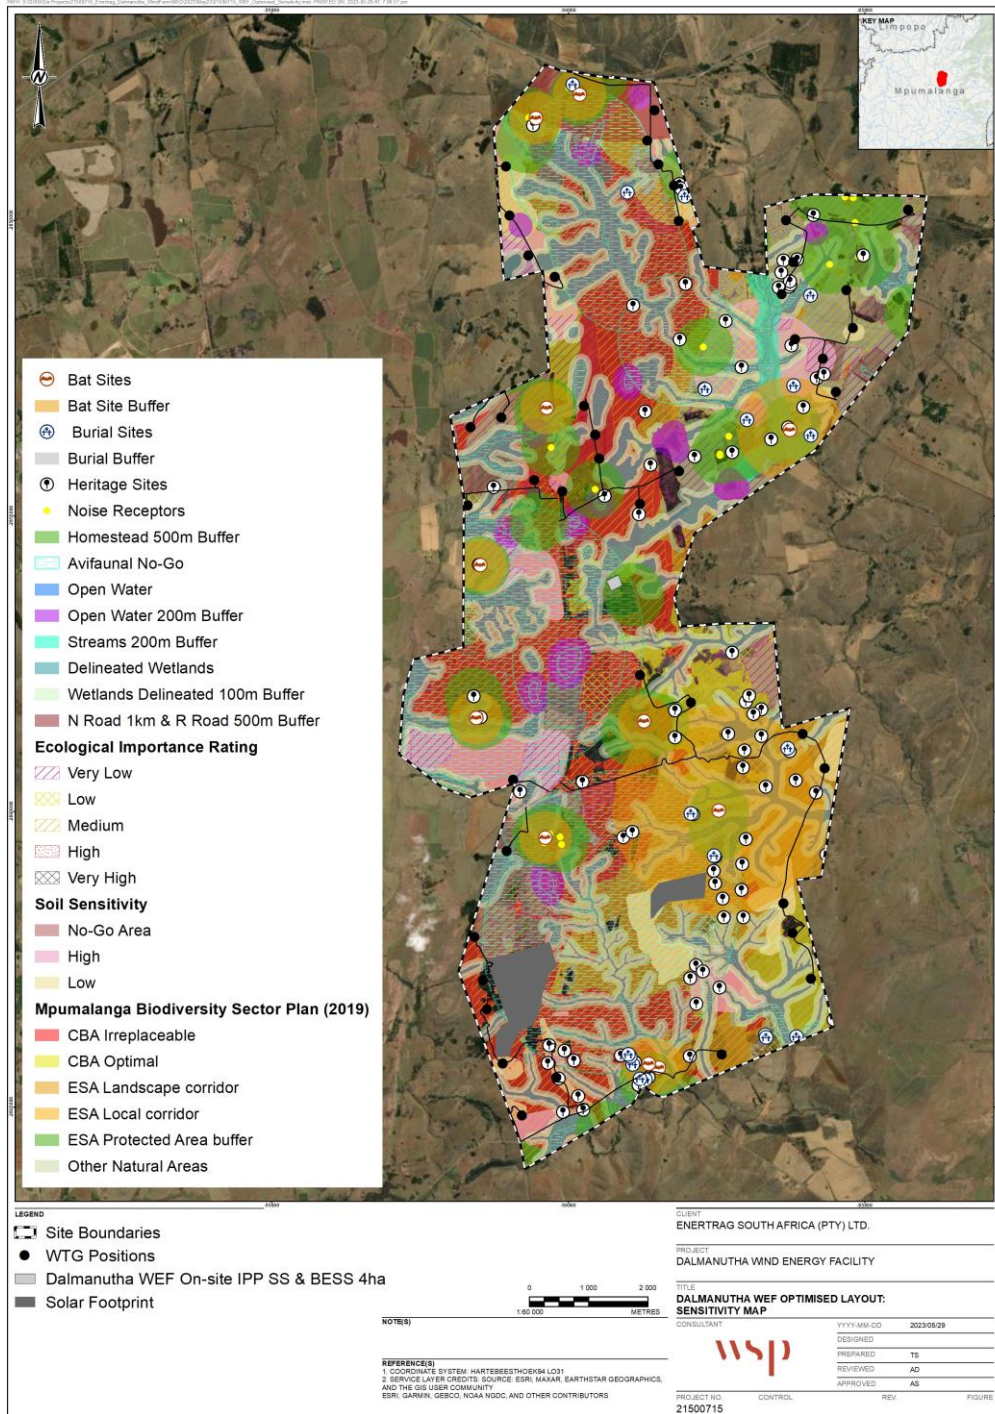 KEY MAP
Limpopo
Mpumalanga
N
Bat Sites
Bat Site Buffer
Burial Sites
Burial Buffer
Heritage Sites
Noise Receptors
Homestead 500m Buffer
Avifaunal No-Go
Open Water
Open Water 200m Buffer
Streams 200m Buffer
Delineated Wetlands
Wetlands Delineated 100m Buffer
N Road 1km & R Road 500m Buffer
Ecological Importance Rating
Very Low
Low
Medium
High
Very High
Soil Sensitivity
No-Go Area
High
Low
Mpumalanga Biodiversity Sector Plan (2019)
CBA Irreplaceable
CBA Optimal
ESA Landscape corridor
ESA Local corridor
ESA Protected Area buffer
Other Natural Areas
LEGEND
Site Boundaries
WTG Positions
Dalmanutha WEF On-site IPP SS & BESS 4ha
Solar Footprint
0 1 000 2 000
1:60 000 METRES
NOTE(S)
REFERENCE(S)
1. COORDINATE SYSTEM: HARTEBEESTHOEK94 LO31
2. SERVICE LAYER CREDITS: SOURCE: ESRI, MAXAR, EARTHSTAR GEOGRAPHICS,
AND THE GIS USER COMMUNITY
ESRI, GARMIN, GEBCO, NOAA NGDC, AND OTHER CONTRIBUTORS
CLIENT
ENERTRAG SOUTH AFRICA (PTY) LTD.
PROJECT
DALMANUTHA WIND ENERGY FACILITY
TITLE
DALMANUTHA WEF OPTIMISED LAYOUT:
SENSITIVITY MAP
CONSULTANT
wsp
YYYY-MM-DD 2023/05/29
DESIGNED
PREPARED TS
REVIEWED AD
APPROVED AS
PROJECT NO. CONTROL REV. FIGURE
21500715